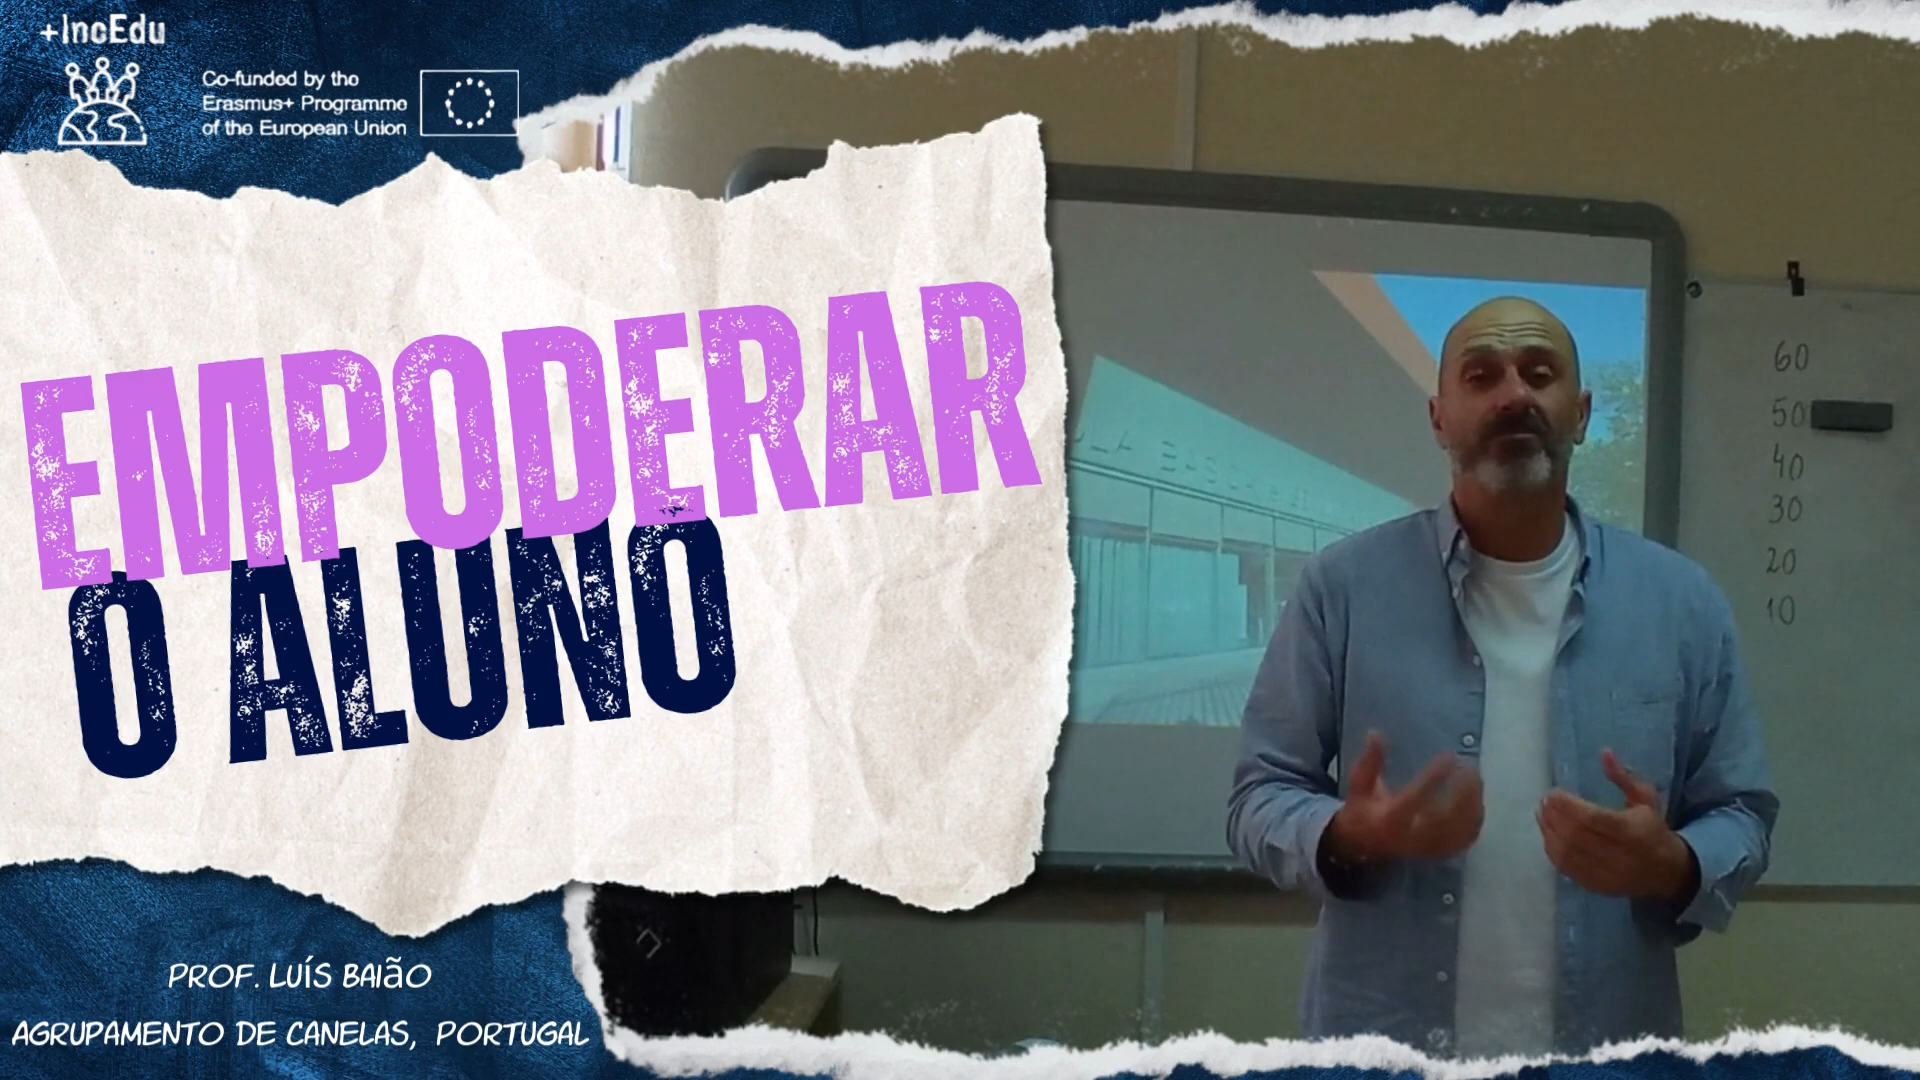 +IncEdu
Co-funded by the
Erasmus+ Programme
of the European Union
EMPODERAR
O ALUNO
60
50
40
30
20
10
PROF. LUÍS BAIÃO
AGRUPAMENTO DE CANELAS, PORTUGAL